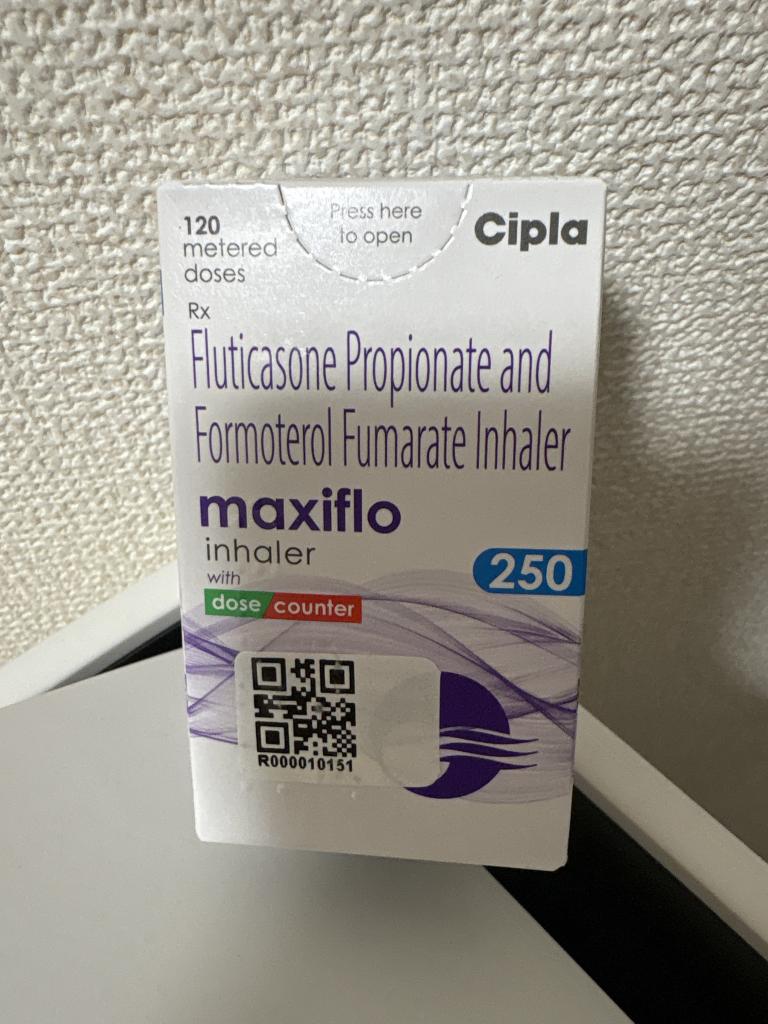 120
metered
doses
Press here
to open
Cipla
Rx
Fluticasone Propionate and
Formoterol Fumarate Inhaler
maxiflo
inhaler
250
with
dose counter
R000010151